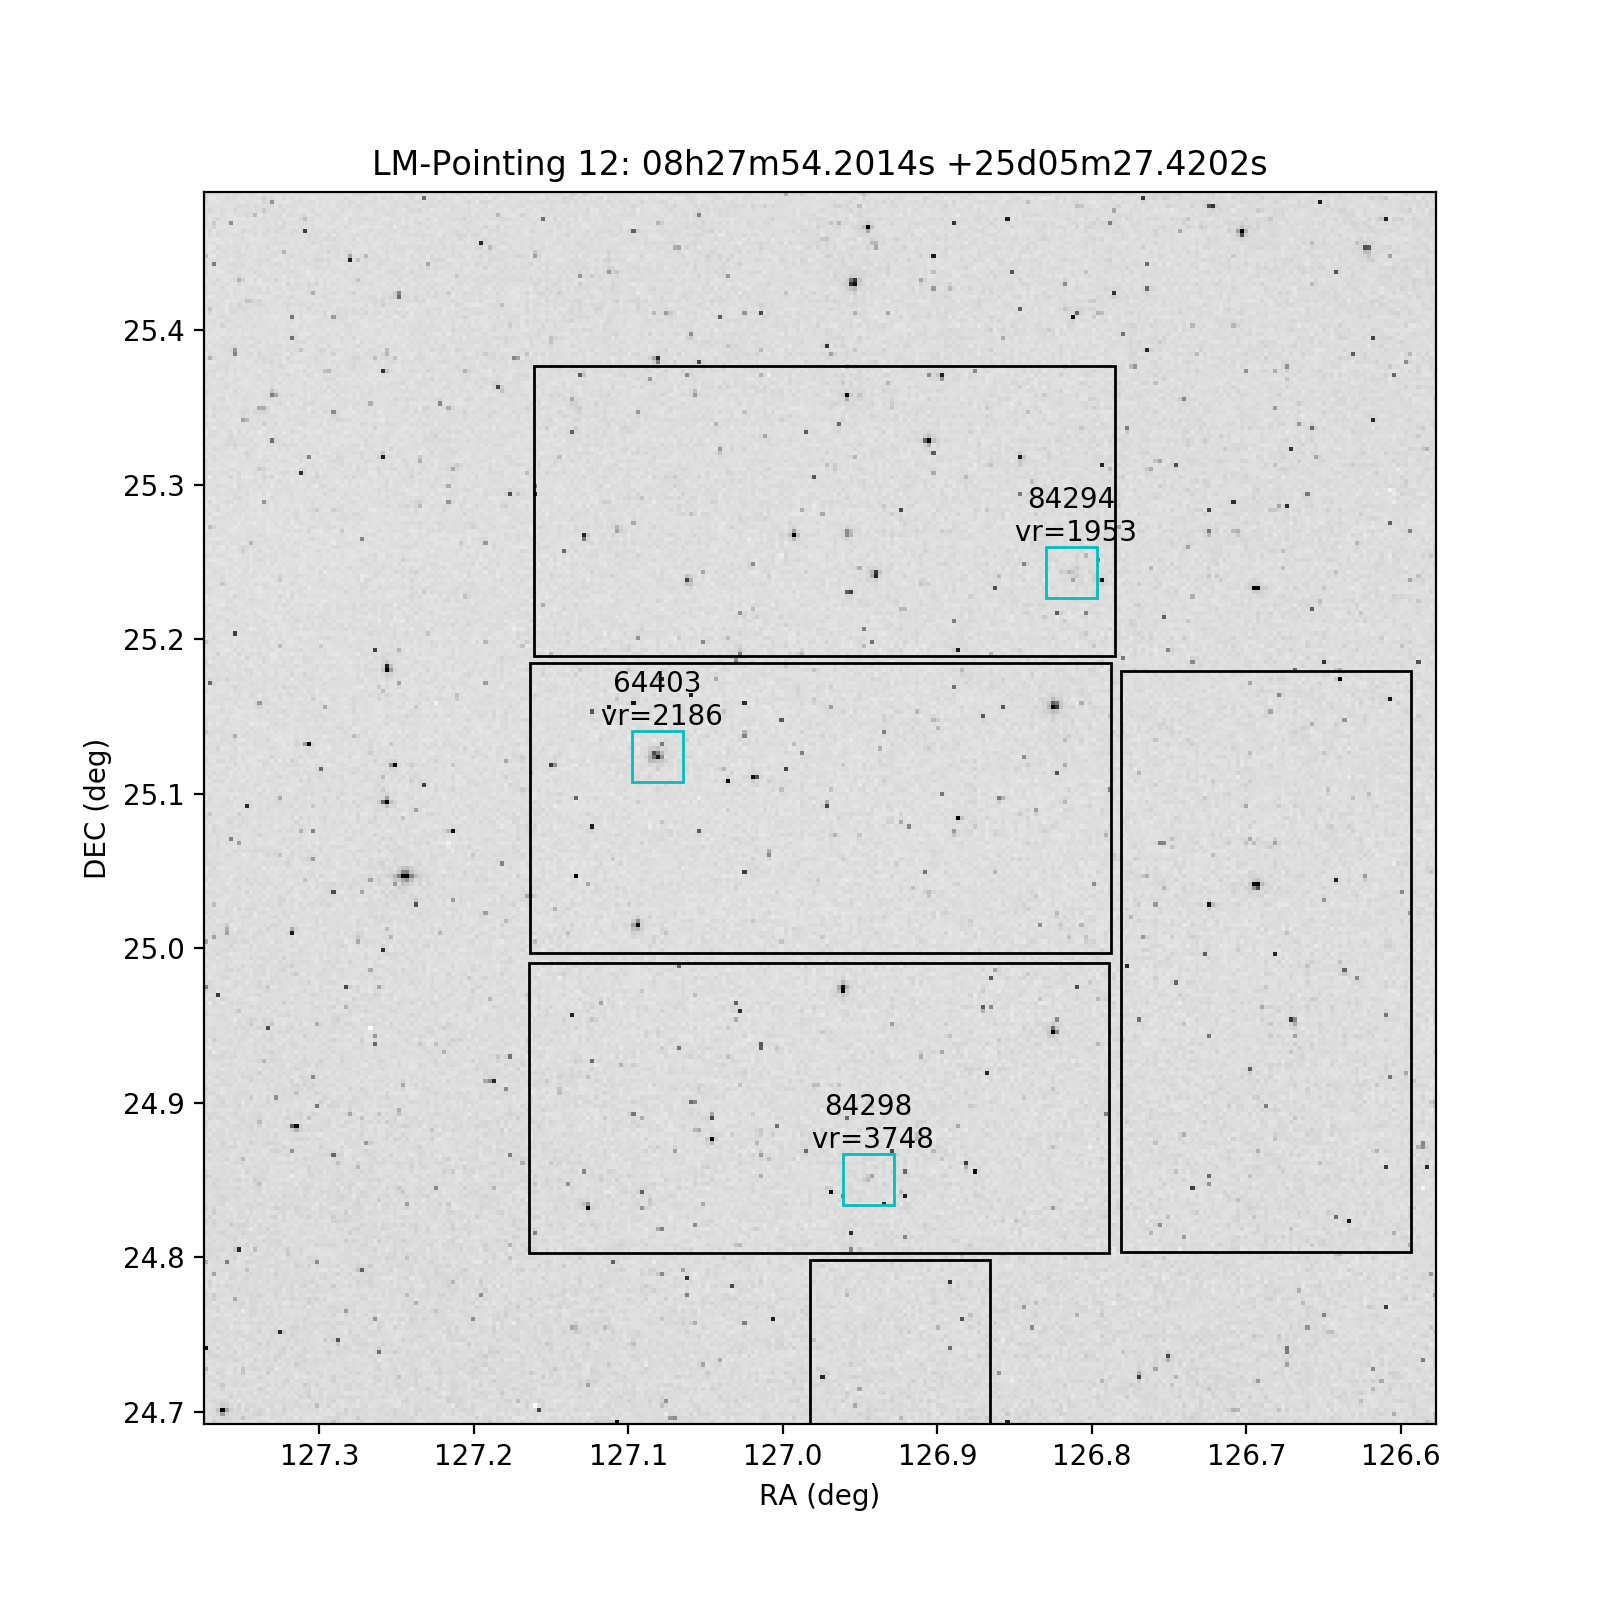 LM-Pointing 12: 08h27m54.2014s +25d05m27.4202s
25.4
25.3
25.2
25.1
25.0
24.9
24.8
24.7
DEC (deg)
84294
vr=1953
64403
vr=2186
84298
vr=3748
127.3 127.2 127.1 127.0 126.9 126.8 126.7 126.6
RA (deg)